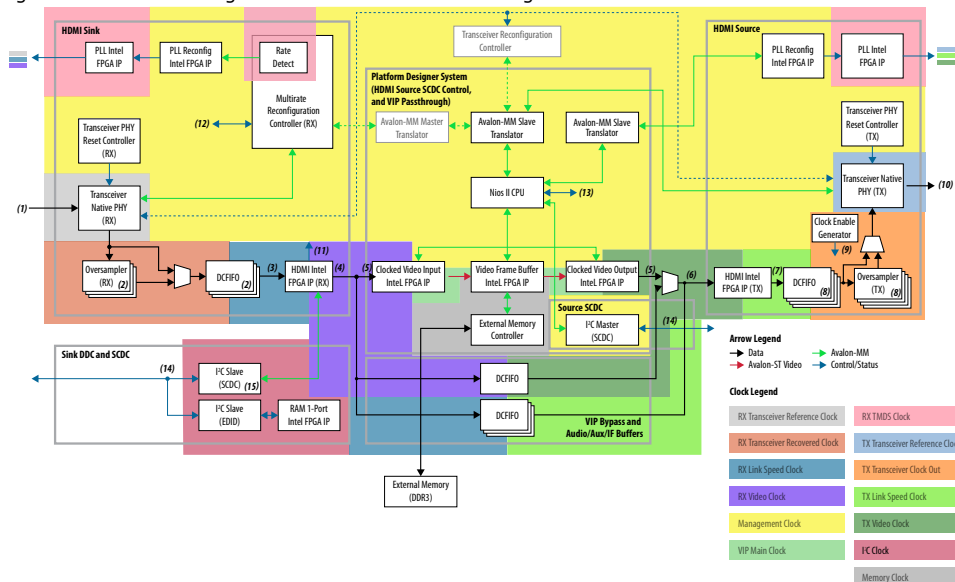 HDMI Sink
PLL Intel
FPGA IP
PLL Reconfig
Intel FPGA IP
Rate
Detect
Multirate
Reconfiguration
Controller (RX)
(12)
Transceiver PHY
Reset Controller
(RX)
(1)
Transceiver
Native PHY
(RX)
Oversampler
(RX)
(2)
DCFIFO
(2)
(3)
HDMI Intel
FPGA IP (RX)
(11)
(4)
Transceiver Reconfiguration
Controller
Platform Designer System
(HDMI Source SCDC Control,
and VIP Passthrough)
Avalon-MM Master
Translator
Avalon-MM Slave
Translator
Avalon-MM Slave
Translator
Nios II CPU
(13)
(5)
Clocked Video Input
InteL FPGA IP
Video Frame Buffer
InteL FPGA IP
Clocked Video Output
InteL FPGA IP
(5)
(6)
External Memory
Controller
Source SCDC
I²C Master
(SCDC)
(14)
HDMI Source
PLL Reconfig
Intel FPGA IP
PLL Intel
FPGA IP
Transceiver PHY
Reset Controller
(TX)
Transceiver Native
PHY (TX)
(10)
Clock Enable
Generator
(9)
HDMI Intel
FPGA IP (TX)
(7)
DCFIFO
(8)
Oversampler
(TX)
(8)
Sink DDC and SCDC
(14)
I²C Slave
(SCDC)
(15)
I²C Slave
(EDID)
RAM 1-Port
Intel FPGA IP
DCFIFO
DCFIFO
VIP Bypass and
Audio/Aux/IF Buffers
External Memory
(DDR3)
Arrow Legend
Data
Avalon-MM
Avalon-ST Video
Control/Status
Clock Legend
RX Transceiver Reference Clock
RX TMDS Clock
RX Transceiver Recovered Clock
TX Transceiver Reference Clo
RX Link Speed Clock
TX Transceiver Clock Out
RX Video Clock
TX Link Speed Clock
Management Clock
TX Video Clock
VIP Main Clock
I²C Clock
Memory Clock